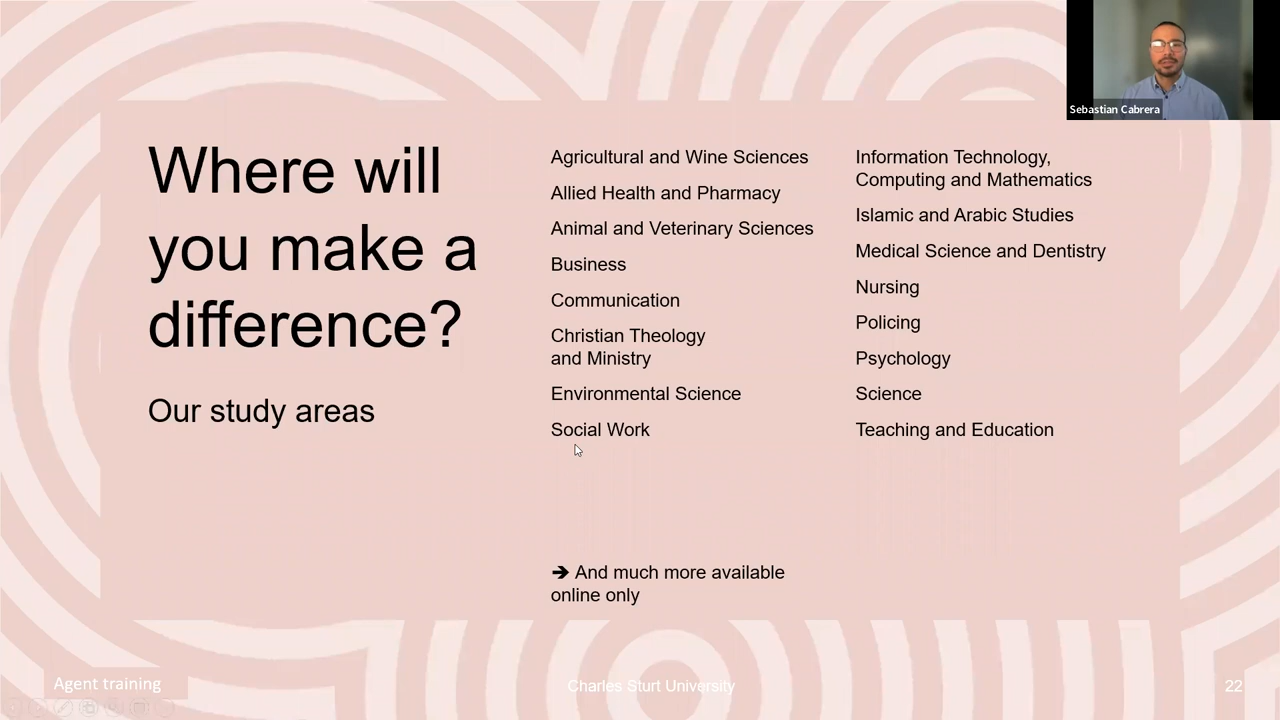 Sebastian Cabrera
Where will
you make a
difference?
Our study areas
Agricultural and Wine Sciences
Allied Health and Pharmacy
Animal and Veterinary Sciences
Business
Communication
Christian Theology
and Ministry
Environmental Science
Social Work
Information Technology,
Computing and Mathematics
Islamic and Arabic Studies
Medical Science and Dentistry
Nursing
Policing
Psychology
Science
Teaching and Education
➔ And much more available
online only
Agent training
Charles Sturt University
22